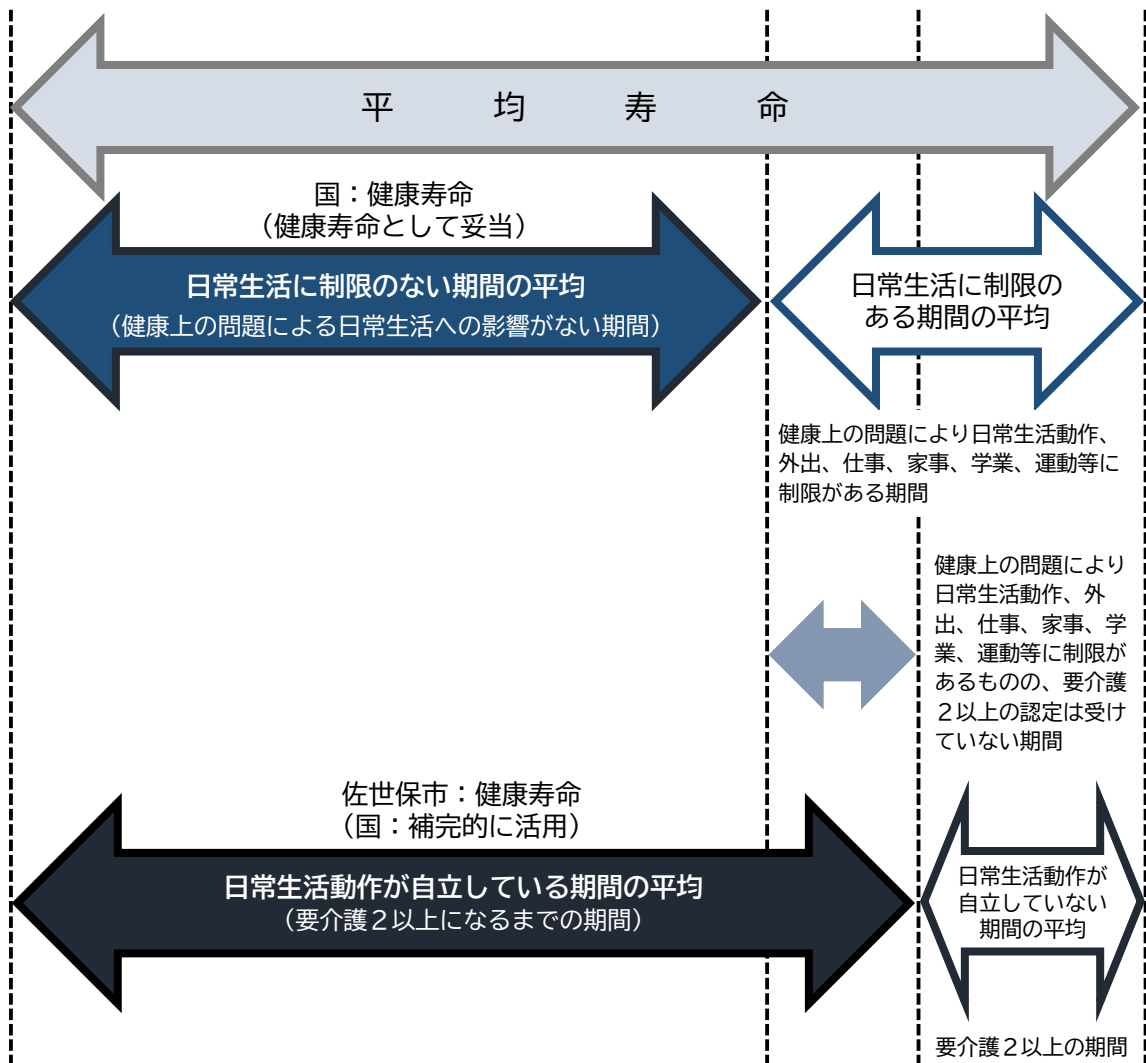 平均寿命
国：健康寿命
（健康寿命として妥当）
日常生活に制限のない期間の平均
（健康上の問題による日常生活への影響がない期間）
日常生活に制限の
ある期間の平均
健康上の問題により日常生活動作、
外出、仕事、家事、学業、運動等に
制限がある期間
健康上の問題により
日常生活動作、外
出、仕事、家事、学
業、運動等に制限が
あるものの、要介護
２以上の認定は受け
ていない期間
佐世保市：健康寿命
（国：補完的に活用）
日常生活動作が自立している期間の平均
（要介護２以上になるまでの期間）
日常生活動作が
自立していない
期間の平均
要介護２以上の期間